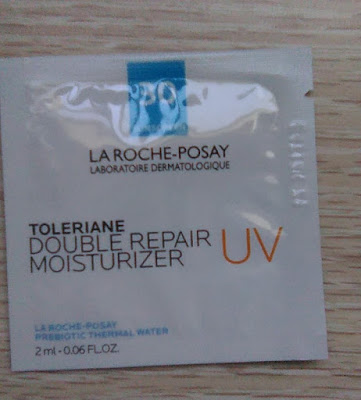 LA ROCHE-POSAY
LABORATOIRE DERMATOLOGIQUE
TOLERIANE
DOUBLE REPAIR UV
MOISTURIZER
LA ROCHE-POSAY
PREBIOTIC THERMAL WATER
2 ml - 0.06 FL.OZ.